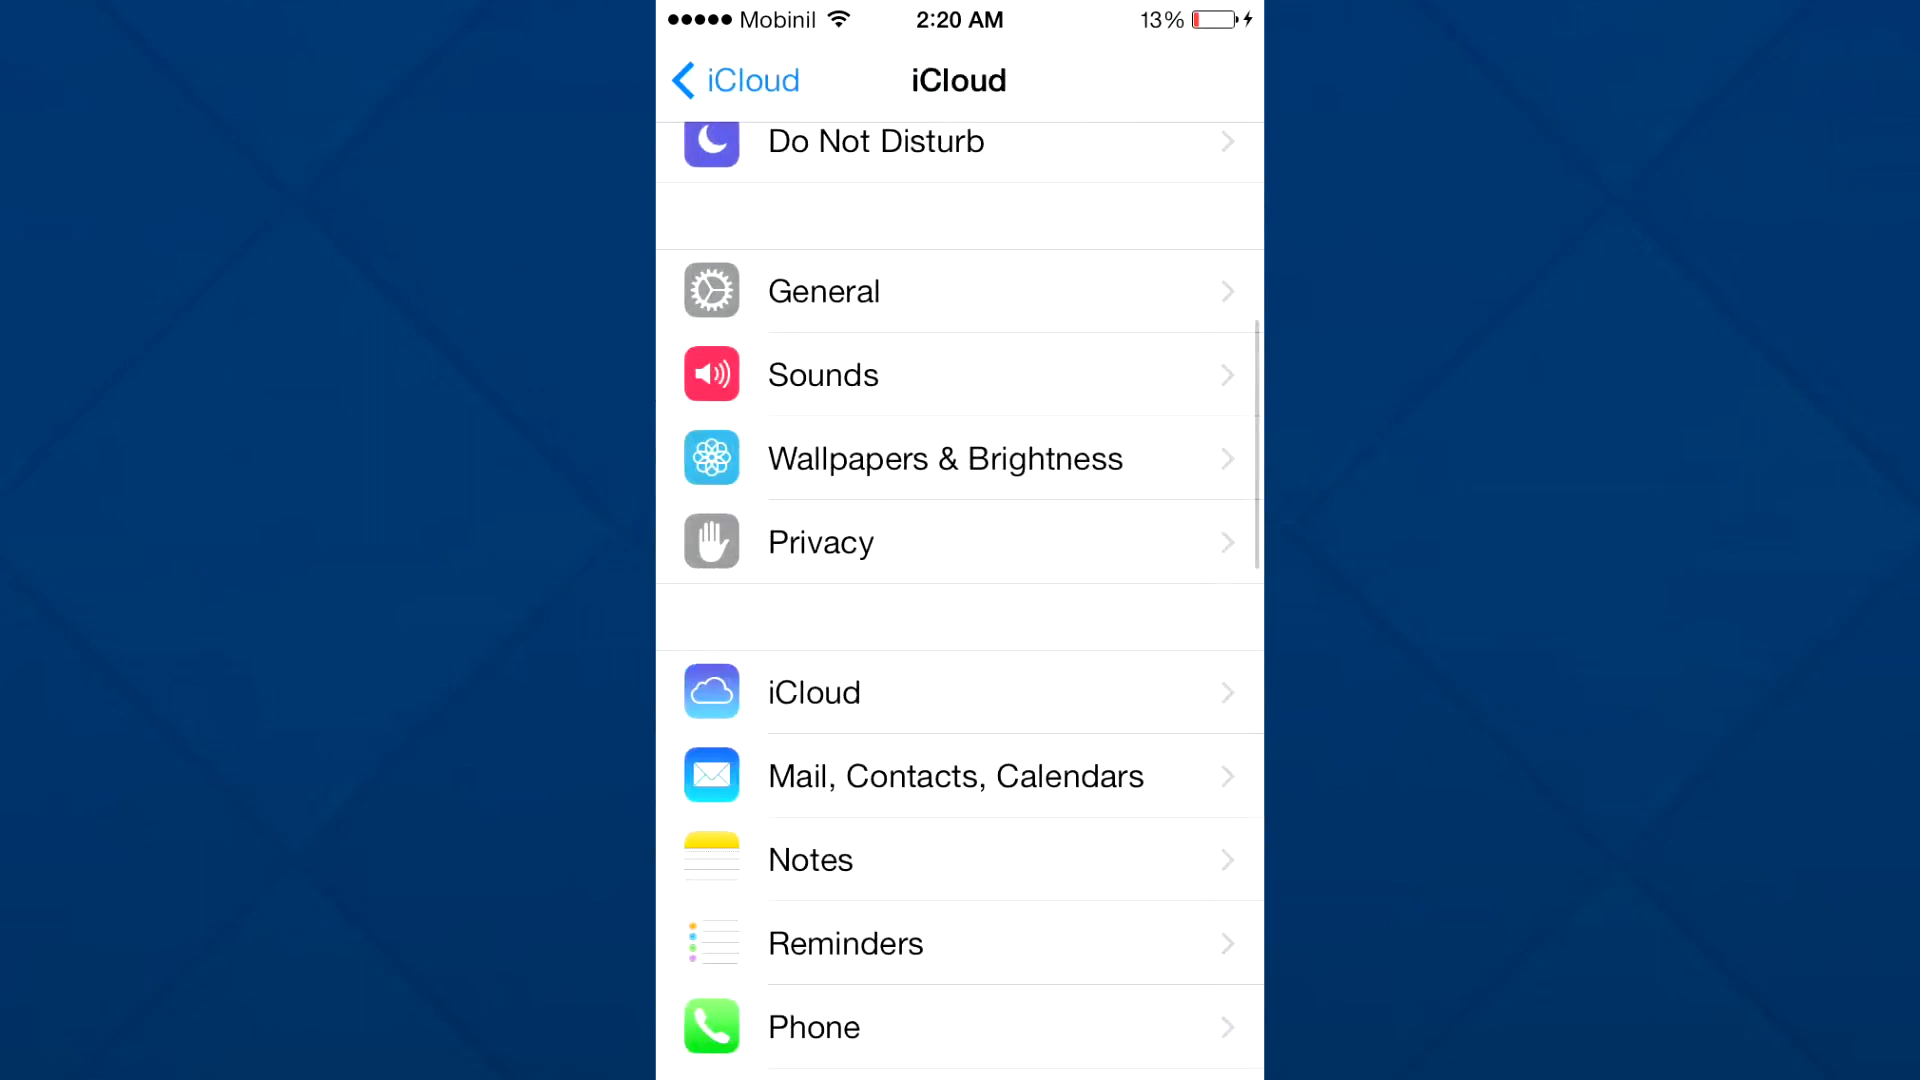 Mobinil 2:20 AM 13%
iCloud iCloud
Do Not Disturb
General
Sounds
Wallpapers & Brightness
Privacy
iCloud
Mail, Contacts, Calendars
Notes
Reminders
Phone